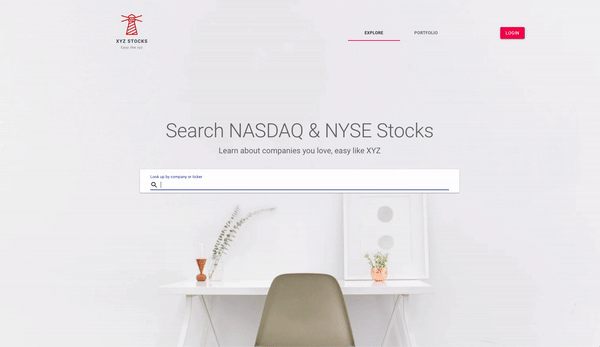 XYZ STOCKS
Easy like xyz
EXPLORE
PORTFOLIO
LOGIN
Search NASDAQ & NYSE Stocks
Learn about companies you love, easy like XYZ
Look up by company or ticker